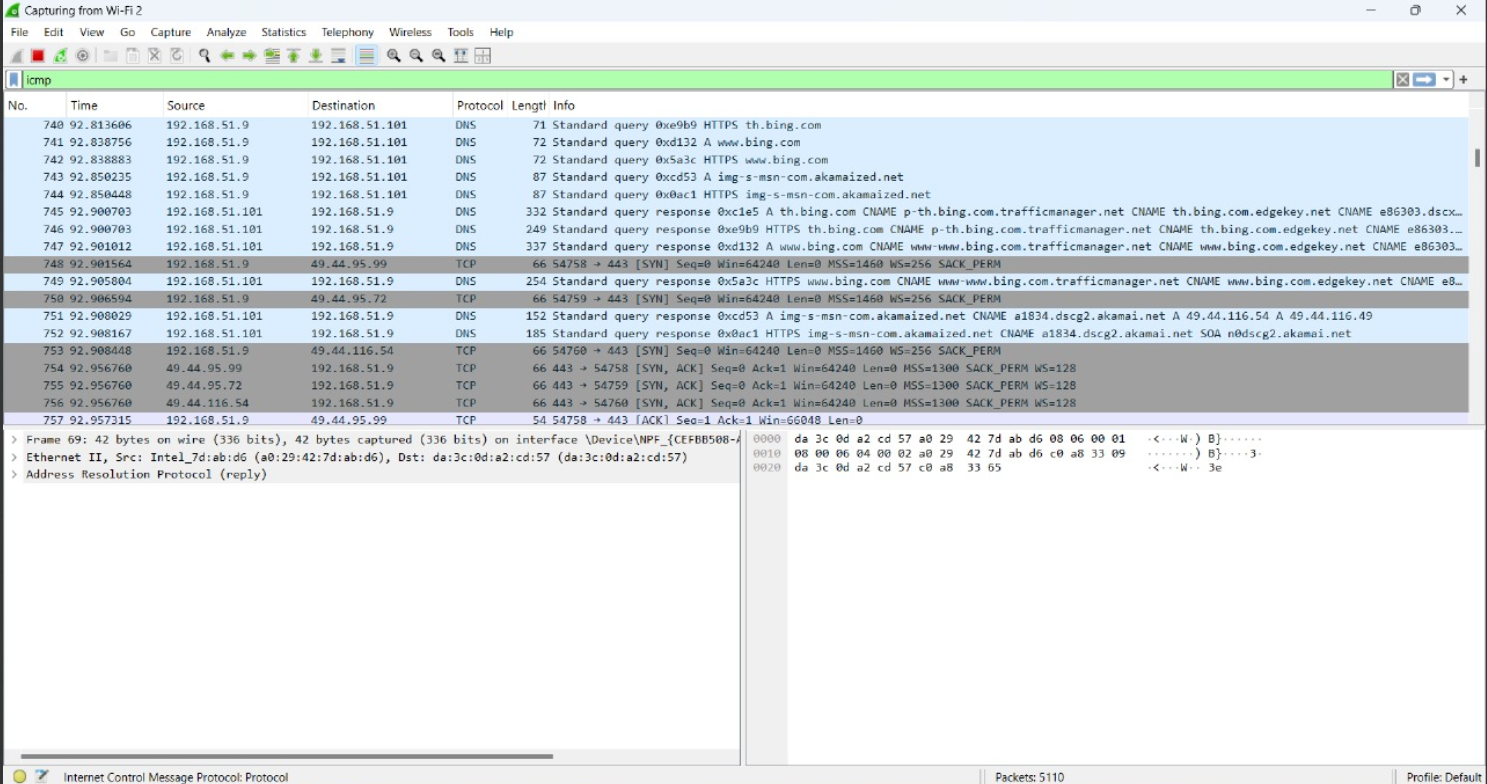 Capturing from Wi-Fi 2
File Edit View Go Capture Analyze Statistics Telephony Wireless Tools Help
icmp
No. Time Source Destination Protocol Length Info
740 92.813606 192.168.51.9 192.168.51.101 DNS 71 Standard query 0xe9b9 HTTPS th.bing.com
741 92.838756 192.168.51.9 192.168.51.101 DNS 72 Standard query 0xd132 A www.bing.com
742 92.838883 192.168.51.9 192.168.51.101 DNS 72 Standard query 0x5a3c HTTPS www.bing.com
743 92.850235 192.168.51.9 192.168.51.101 DNS 87 Standard query 0xcd53 A img-s-msn-com.akamaized.net
744 92.850448 192.168.51.9 192.168.51.101 DNS 87 Standard query 0x0ac1 HTTPS img-s-msn-com.akamaized.net
745 92.900703 192.168.51.101 192.168.51.9 DNS 332 Standard query response 0xc1e5 A th.bing.com CNAME p-th.bing.com.trafficmanager.net CNAME th.bing.com.edgekey.net CNAME e86303.dscx…
746 92.900703 192.168.51.101 192.168.51.9 DNS 249 Standard query response 0xe9b9 HTTPS th.bing.com CNAME p-th.bing.com.trafficmanager.net CNAME th.bing.com.edgekey.net CNAME e86303.…
747 92.901012 192.168.51.101 192.168.51.9 DNS 337 Standard query response 0xd132 A www.bing.com CNAME www-www.bing.com.trafficmanager.net CNAME www.bing.com.edgekey.net CNAME e86303…
748 92.901564 192.168.51.9 49.44.95.99 TCP 66 54758 → 443 [SYN] Seq=0 Win=64240 Len=0 MSS=1460 WS=256 SACK_PERM
749 92.905804 192.168.51.101 192.168.51.9 DNS 254 Standard query response 0x5a3c HTTPS www.bing.com CNAME www-www.bing.com.trafficmanager.net CNAME www.bing.com.edgekey.net CNAME e8…
750 92.906594 192.168.51.9 49.44.95.72 TCP 66 54759 → 443 [SYN] Seq=0 Win=64240 Len=0 MSS=1460 WS=256 SACK_PERM
751 92.908029 192.168.51.101 192.168.51.9 DNS 152 Standard query response 0xcd53 A img-s-msn-com.akamaized.net CNAME a1834.dscg2.akamai.net A 49.44.116.54 A 49.44.116.49
752 92.908167 192.168.51.101 192.168.51.9 DNS 185 Standard query response 0x0ac1 HTTPS img-s-msn-com.akamaized.net CNAME a1834.dscg2.akamai.net SOA n0dscg2.akamai.net
753 92.908448 192.168.51.9 49.44.116.54 TCP 66 54760 → 443 [SYN] Seq=0 Win=64240 Len=0 MSS=1460 WS=256 SACK_PERM
754 92.956760 49.44.95.99 192.168.51.9 TCP 66 443 → 54758 [SYN, ACK] Seq=0 Ack=1 Win=64240 Len=0 MSS=1300 SACK_PERM WS=128
755 92.956760 49.44.95.72 192.168.51.9 TCP 66 443 → 54759 [SYN, ACK] Seq=0 Ack=1 Win=64240 Len=0 MSS=1300 SACK_PERM WS=128
756 92.956760 49.44.116.54 192.168.51.9 TCP 66 443 → 54760 [SYN, ACK] Seq=0 Ack=1 Win=64240 Len=0 MSS=1300 SACK_PERM WS=128
757 92.957315 192.168.51.9 49.44.95.99 TCP 54 54758 → 443 [ACK] Seq=1 Ack=1 Win=66048 Len=0
Frame 69: 42 bytes on wire (336 bits), 42 bytes captured (336 bits) on interface \Device\NPF_{CEFBB508-
Ethernet II, Src: Intel_7d:ab:d6 (a0:29:42:7d:ab:d6), Dst: da:3c:0d:a2:cd:57 (da:3c:0d:a2:cd:57)
Address Resolution Protocol (reply)
0000 da 3c 0d a2 cd 57 a0 29 42 7d ab d6 08 06 00 01 ·<···W·) B}······
0010 08 00 06 04 00 02 a0 29 42 7d ab d6 c0 a8 33 09 ·······) B}····3·
0020 da 3c 0d a2 cd 57 c0 a8 33 65 ·<···W·· 3e
Internet Control Message Protocol: Protocol
Packets: 5110
Profile: Default